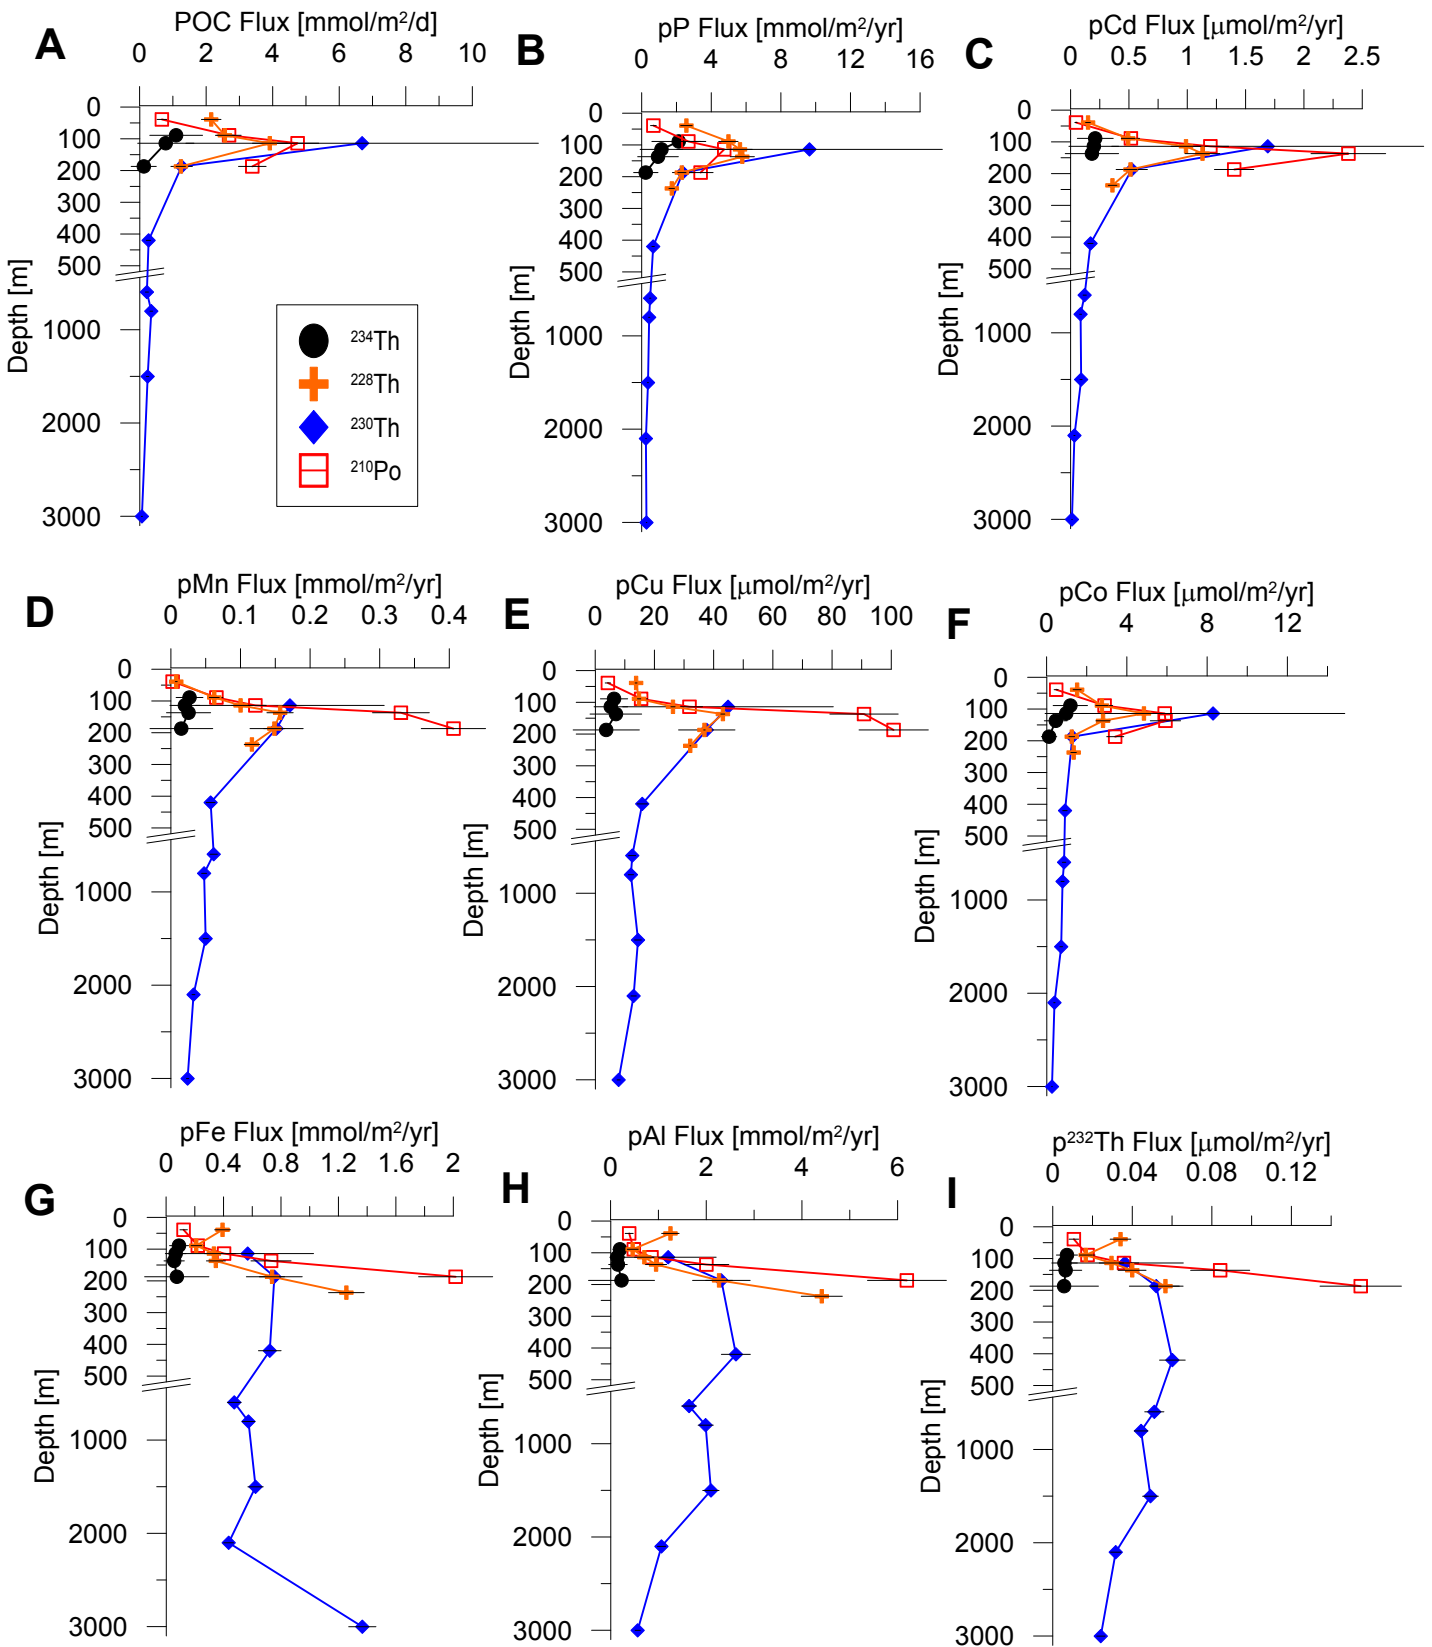 A
POC Flux [mmol/m²/d]
0 2 4 6 8 10
0
100
200
300
400
500
1000
2000
3000
Depth [m]
²³⁴Th
²²⁸Th
²³⁰Th
²¹⁰Po
B
pP Flux [mmol/m²/yr]
0 4 8 12 16
0
100
200
300
400
500
1000
2000
3000
Depth [m]
C
pCd Flux [μmol/m²/yr]
0 0.5 1 1.5 2 2.5
0
100
200
300
400
500
1000
2000
3000
Depth [m]
D
pMn Flux [mmol/m²/yr]
0 0.1 0.2 0.3 0.4
0
100
200
300
400
500
1000
2000
3000
Depth [m]
E
pCu Flux [μmol/m²/yr]
0 20 40 60 80 100
0
100
200
300
400
500
1000
2000
3000
Depth [m]
F
pCo Flux [μmol/m²/yr]
0 4 8 12
0
100
200
300
400
500
1000
2000
3000
Depth [m]
G
pFe Flux [mmol/m²/yr]
0 0.4 0.8 1.2 1.6 2
0
100
200
300
400
500
1000
2000
3000
Depth [m]
H
pAl Flux [mmol/m²/yr]
0 2 4 6
0
100
200
300
400
500
1000
2000
3000
Depth [m]
I
p²³²Th Flux [μmol/m²/yr]
0 0.04 0.08 0.12
0
100
200
300
400
500
1000
2000
3000
Depth [m]